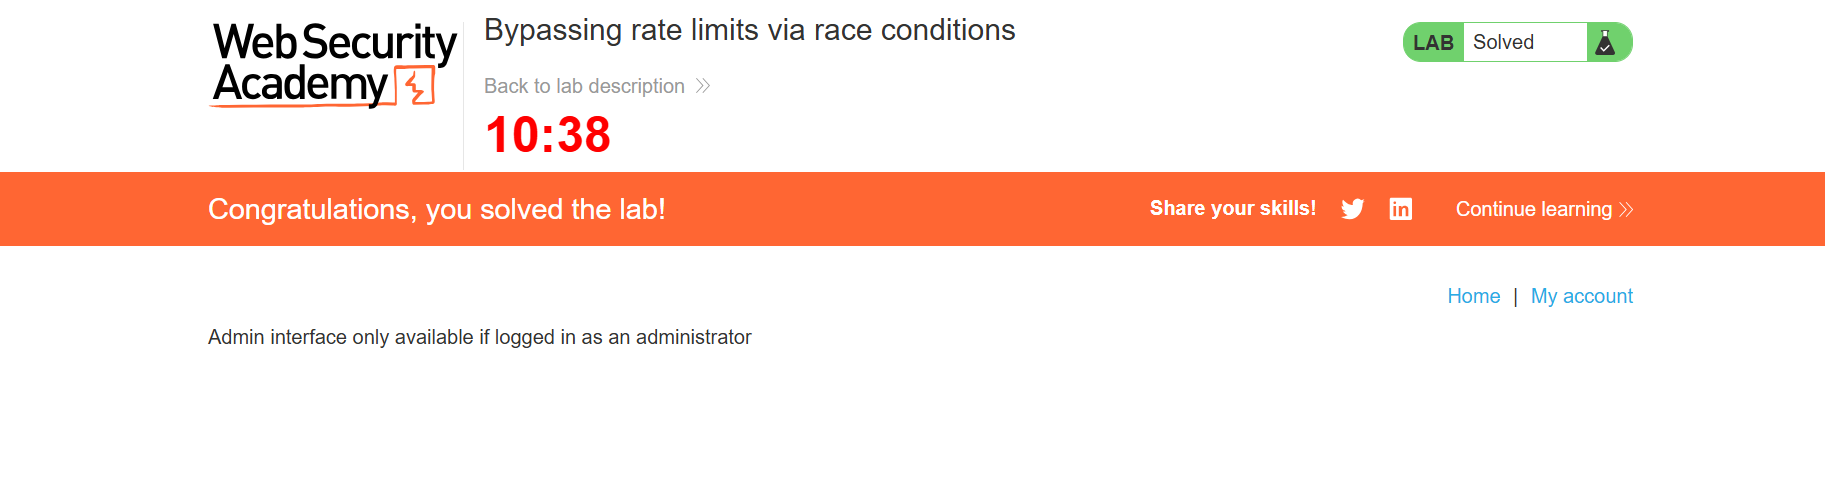 Web Security
Academy
Bypassing rate limits via race conditions
Back to lab description
10:38
LAB Solved
Congratulations, you solved the lab!
Share your skills!
in
Continue learning
Home | My account
Admin interface only available if logged in as an administrator